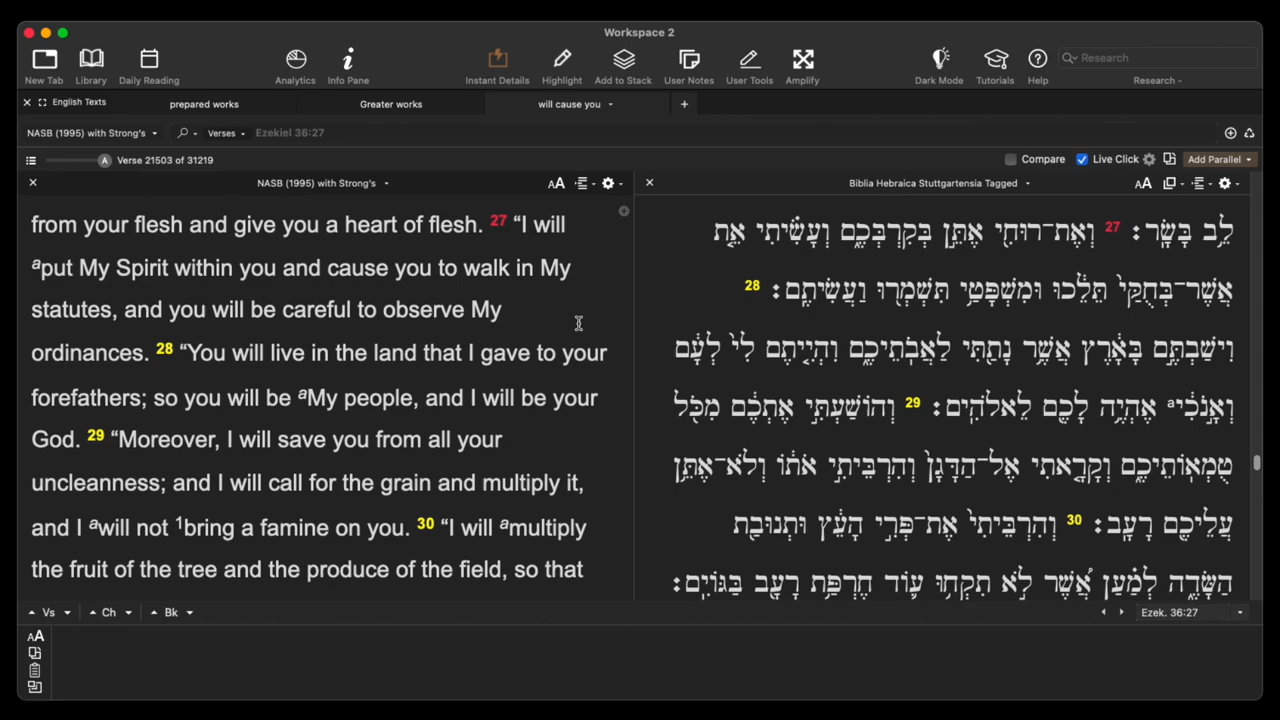 Workspace 2
New Tab Library Daily Reading Analytics Info Pane Instant Details Highlight Add to Stack User Notes User Tools Amplify Dark Mode Tutorials Help Research
Research
English Texts prepared works Greater works will cause you +
NASB (1995) with Strong's Verses Ezekiel 36:27
A Verse 21503 of 31219 Compare Live Click Add Parallel
NASB (1995) with Strong's
from your flesh and give you a heart of flesh. 27 “I will
aput My Spirit within you and cause you to walk in My
statutes, and you will be careful to observe My
ordinances. 28 “You will live in the land that I gave to your
forefathers; so you will be aMy people, and I will be your
God. 29 “Moreover, I will save you from all your
uncleanness; and I will call for the grain and multiply it,
and I awill not 1bring a famine on you. 30 “I will amultiply
the fruit of the tree and the produce of the field, so that
Biblia Hebraica Stuttgartensia Tagged
לֵ֥ב בָּשָֽׂר׃ 27 וְאֶת־רוּחִ֖י אֶתֵּ֣ן בְּקִרְבְּכֶ֑ם וְעָשִׂ֗יתִי אֵ֤ת
אֲשֶׁר־בְּחֻקַּי֙ תֵּלֵ֔כוּ וּמִשְׁפָּטַ֥י תִּשְׁמְר֖וּ וַעֲשִׂיתֶֽם׃ 28
וִישַׁבְתֶּ֣ם בָּאָ֔רֶץ אֲשֶׁ֥ר נָתַ֖תִּי לַאֲבֹֽתֵיכֶ֑ם וִהְיִ֤יתֶם לִי֙ לְעָ֔ם
וְאָ֣נֹכִ֔יa אֶהְיֶ֥ה לָכֶ֖ם לֵאלֹהִֽים׃ 29 וְהוֹשַׁעְתִּ֣י אֶתְכֶ֔ם מִכֹּ֖ל
טֻמְאֽוֹתֵיכֶ֑ם וְקָרָ֤אתִי אֶל־הַדָּגָן֙ וְהִרְבֵּיתִ֣י אֹת֔וֹ וְלֹא־אֶתֵּ֥ן
עֲלֵיכֶ֖ם רָעָֽב׃ 30 וְהִרְבֵּיתִי֙ אֶת־פְּרִ֣י הָעֵ֔ץ וּתְנוּבַ֖ת
הַשָּׂדֶ֑ה לְמַ֗עַן אֲ֠שֶׁר לֹ֣א תִקְח֥וּ ע֛וֹד חֶרְפַּ֥ת רָעָ֖ב בַּגּוֹיִֽם׃
Vs Ch Bk Ezek. 36:27